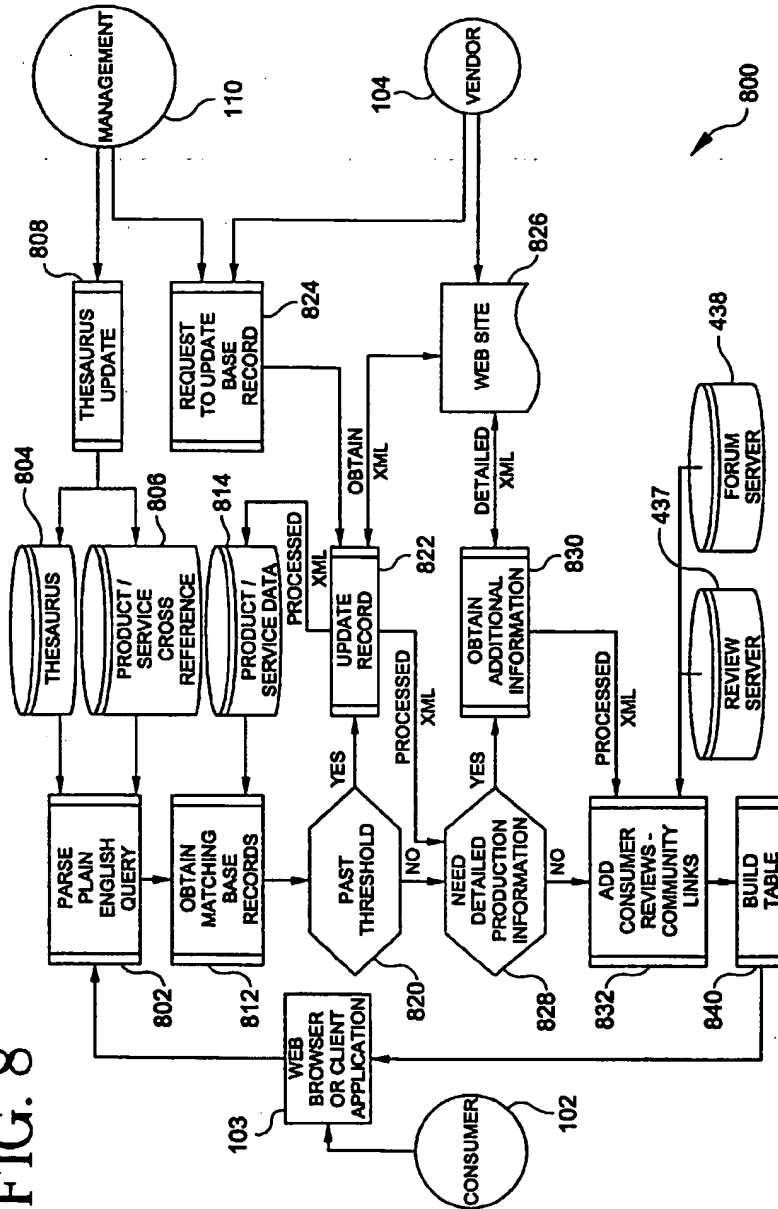 FIG. 8
MANAGEMENT
110
VENDOR
104
800
808
THESAURUS
UPDATE
824
REQUEST
TO UPDATE
BASE
RECORD
826
WEB SITE
438
FORUM
SERVER
437
REVIEW
SERVER
804
THESAURUS
806
PRODUCT /
SERVICE
CROSS
REFERENCE
814
PRODUCT /
SERVICE DATA
PROCESSED
XML
OBTAIN
XML
822
UPDATE
RECORD
DETAILED
XML
830
OBTAIN
ADDITIONAL
INFORMATION
PROCESSED
XML
PROCESSED
XML
YES
YES
PARSE
PLAIN
ENGLISH
QUERY
802
OBTAIN
MATCHING
BASE
RECORDS
812
PAST
THRESHOLD
820
NO
NEED
DETAILED
PRODUCTION
INFORMATION
828
NO
ADD
CONSUMER
REVIEWS -
COMMUNITY
LINKS
832
BUILD
TABLE
840
WEB
BROWSER
OR CLIENT
APPLICATION
103
CONSUMER
102